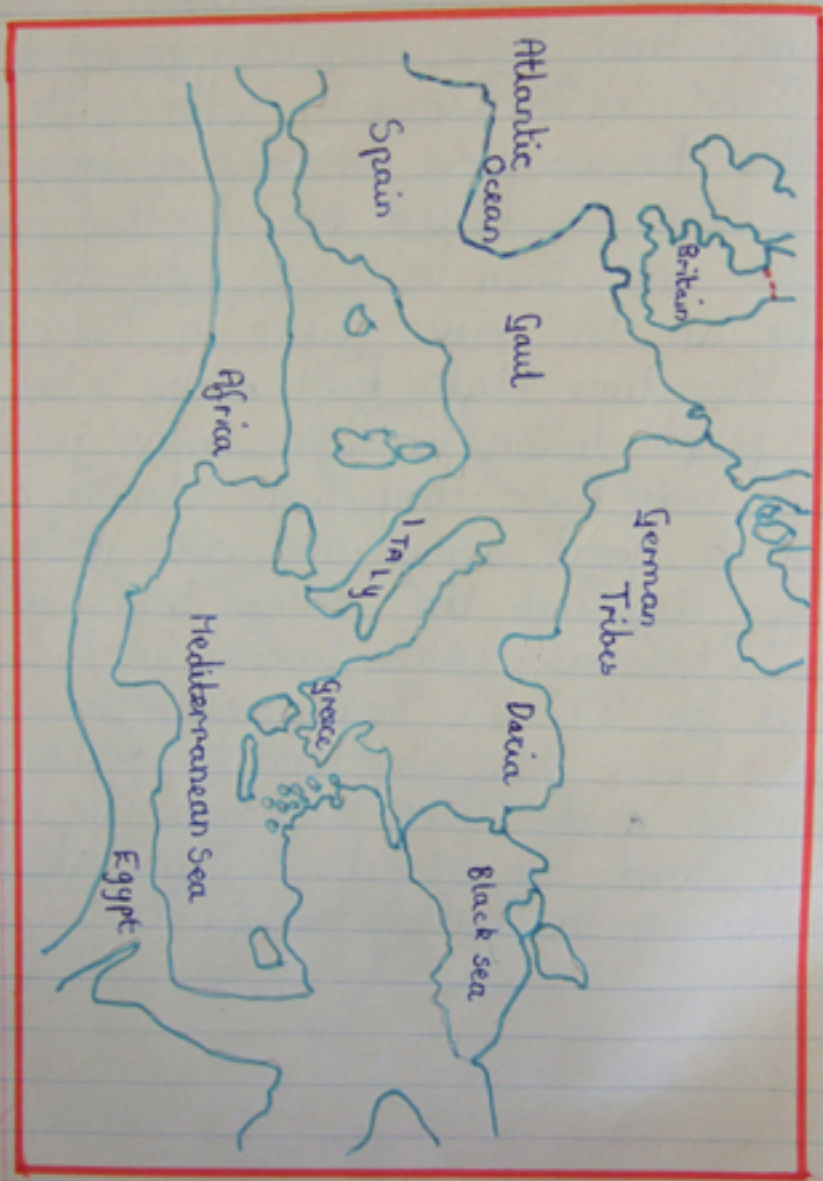 Atlantic
Ocean
Britain
Spain
Gaul
German
Tribes
Dacia
Black sea
ITALY
Greece
Africa
Mediterranean Sea
Egypt